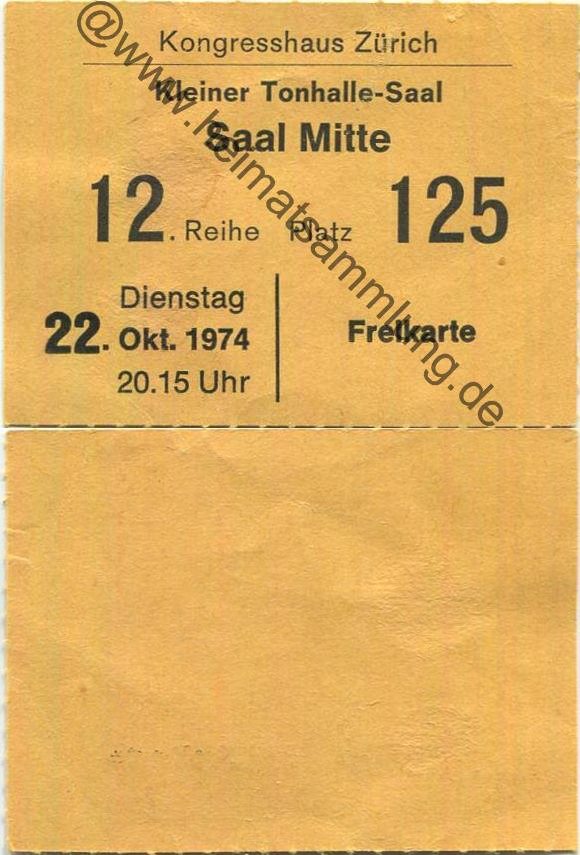 Kongresshaus Zürich
Kleiner Tonhalle-Saal
Saal Mitte
12. Reihe Platz 125
Dienstag
22. Okt. 1974
20.15 Uhr
Freikarte
@www.heimatsammlung.de